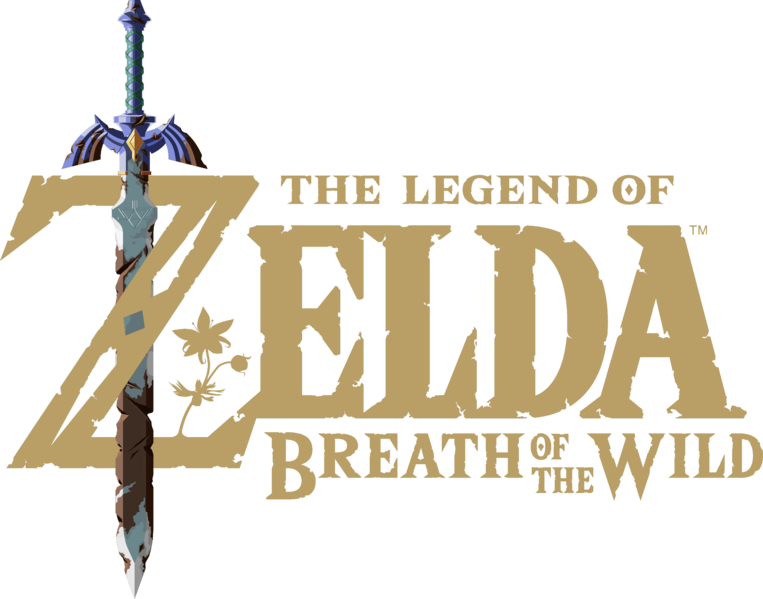 THE LEGEND OF
ZELDA™
BREATH OF THE WILD